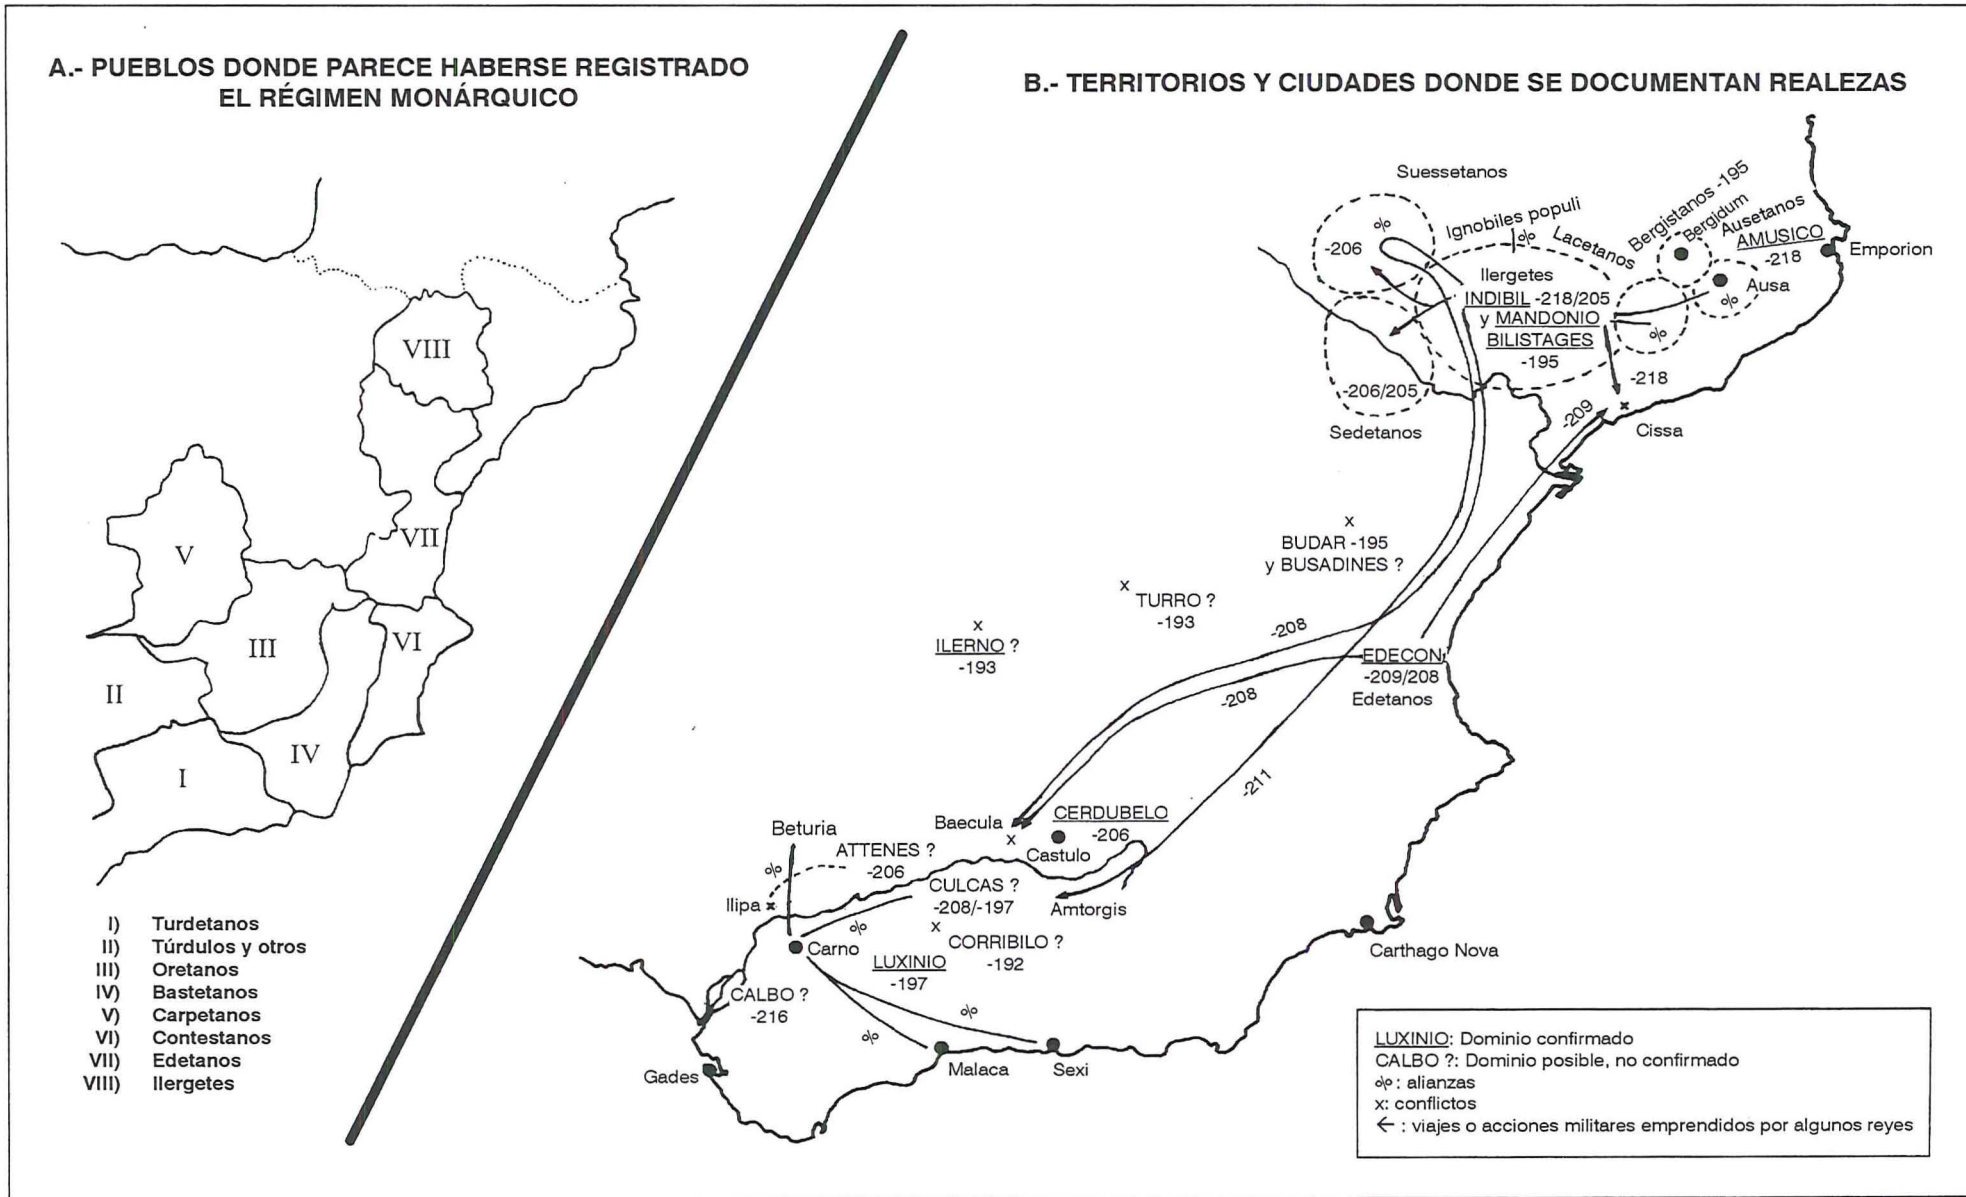 A.- PUEBLOS DONDE PARECE HABERSE REGISTRADO
EL RÉGIMEN MONÁRQUICO
VIII
VII
V
III
VI
II
IV
I
I) Turdetanos
II) Túrdulos y otros
III) Oretanos
IV) Bastetanos
V) Carpetanos
VI) Contestanos
VII) Edetanos
VIII) Ilergetes
B.- TERRITORIOS Y CIUDADES DONDE SE DOCUMENTAN REALEZAS
Suessetanos
%
-206
Ignobiles populi
%
Lacetanos
Bergistanos -195
Bergidum
Ausetanos
AMUSICO
-218
Emporion
Ausa
%
Ilergetes
INDIBIL -218/205
y MANDONIO
BILISTAGES
-195
%
-218
-206/205
Sedetanos
-209
x
Cissa
x
BUDAR -195
y BUSADINES ?
x
TURRO ?
-193
x
ILERNO ?
-193
-208
-208
EDECON
-209/208
Edetanos
-211
Baecula
x
CERDUBELO
-206
Castulo
Beturia
ATTENES ?
-206
%
Ilipa x
CULCAS ?
-208/-197
Amtorgis
%
x
CORRIBILO ?
-192
Carno
LUXINIO
-197
CALBO ?
-216
%
%
Carthago Nova
Gades
Malaca
Sexi
LUXINIO: Dominio confirmado
CALBO ?: Dominio posible, no confirmado
%: alianzas
x: conflictos
← : viajes o acciones militares emprendidos por algunos reyes